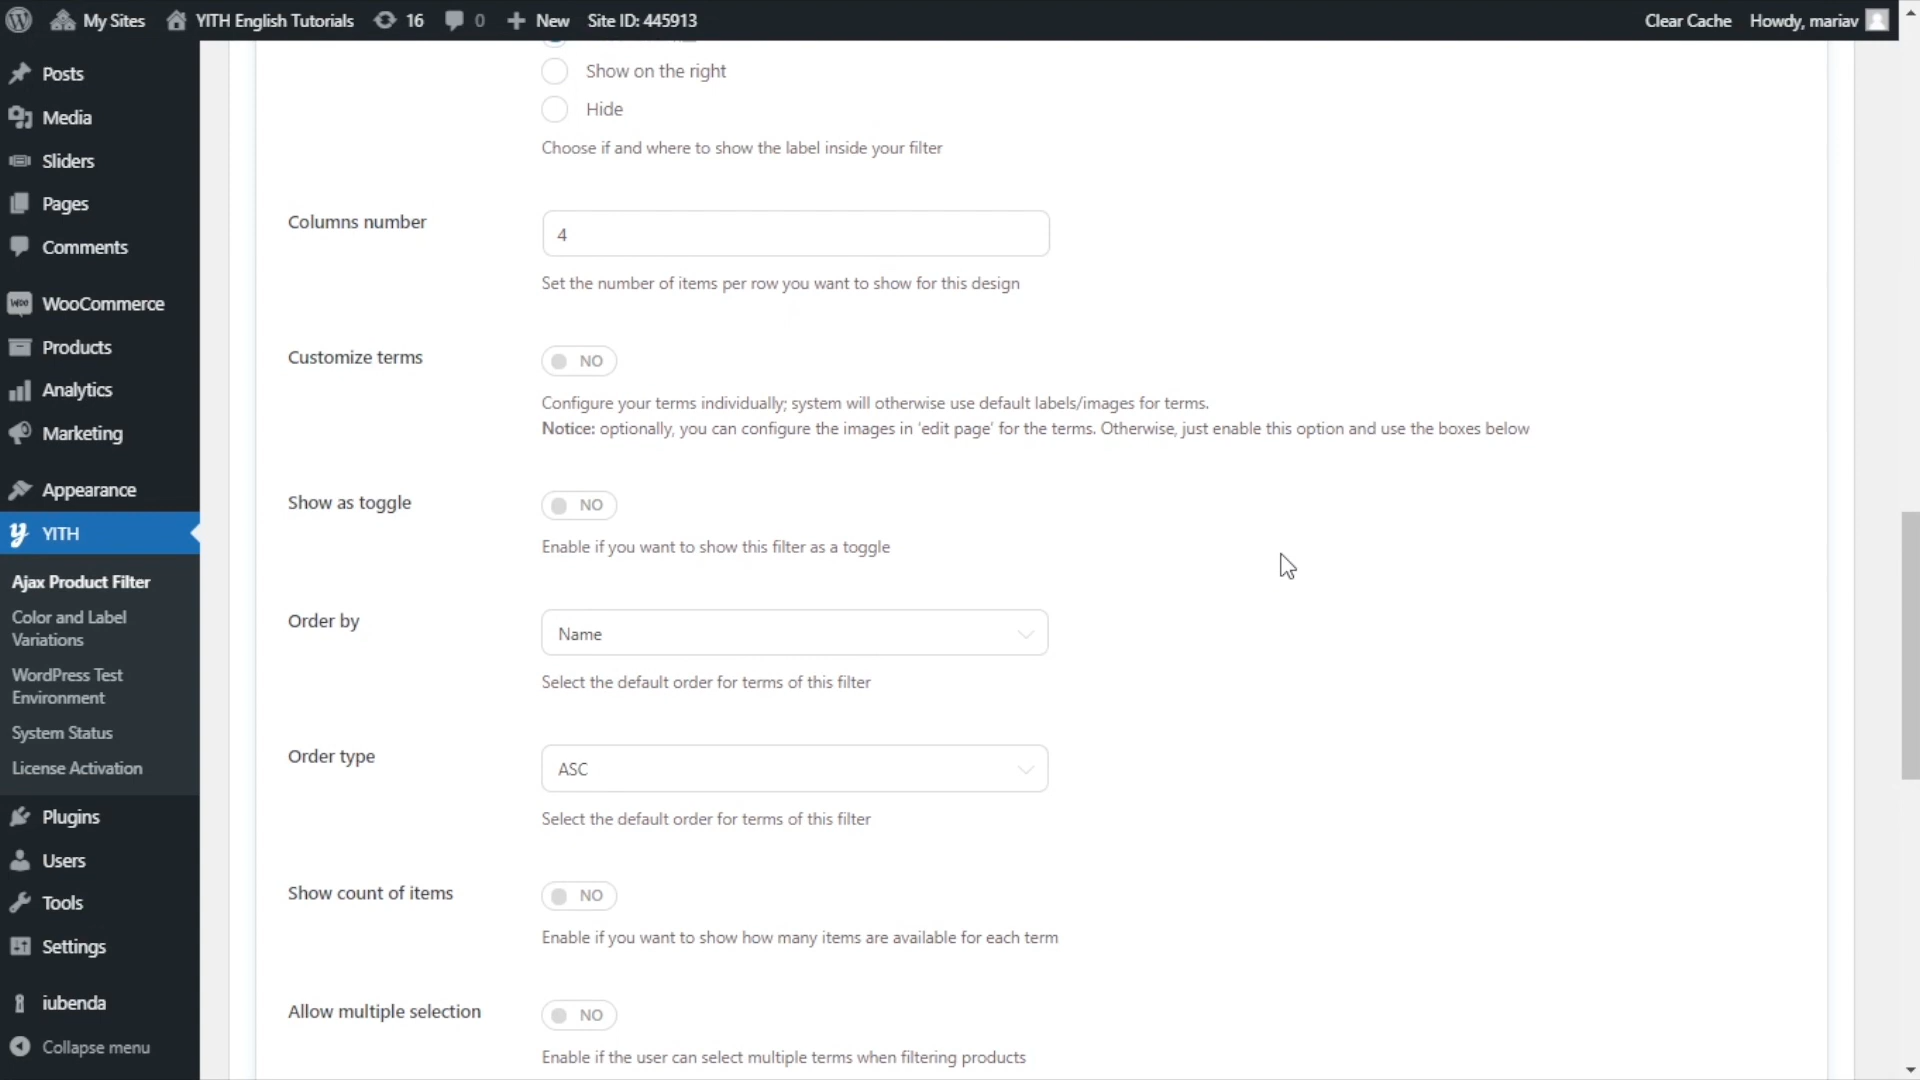 My Sites
YITH English Tutorials
16
0
New
Site ID: 445913
Clear Cache
Howdy, mariav
Posts
Media
Sliders
Pages
Comments
WOO
WooCommerce
Products
Analytics
Marketing
Appearance
YITH
Ajax Product Filter
Color and Label
Variations
WordPress Test
Environment
System Status
License Activation
Plugins
Users
Tools
Settings
iubenda
Collapse menu
Show on the right
Hide
Choose if and where to show the label inside your filter
Columns number
4
Set the number of items per row you want to show for this design
Customize terms
NO
Configure your terms individually; system will otherwise use default labels/images for terms.
Notice: optionally, you can configure the images in 'edit page' for the terms. Otherwise, just enable this option and use the boxes below
Show as toggle
NO
Enable if you want to show this filter as a toggle
Order by
Name
Select the default order for terms of this filter
Order type
ASC
Select the default order for terms of this filter
Show count of items
NO
Enable if you want to show how many items are available for each term
Allow multiple selection
NO
Enable if the user can select multiple terms when filtering products